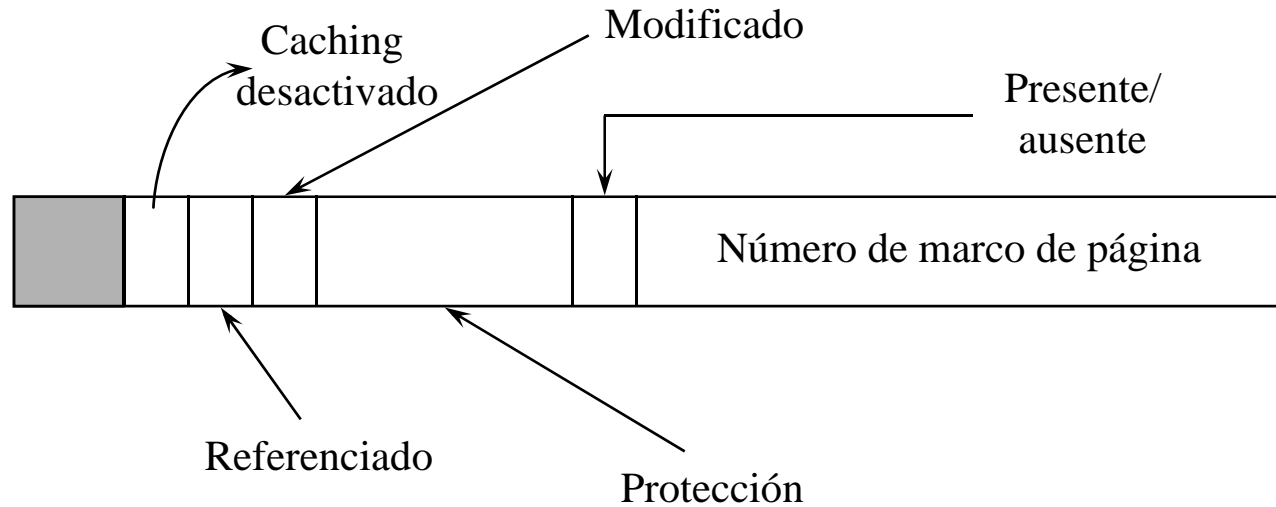 Caching
desactivado
Modificado
Presente/
ausente
Número de marco de página
Referenciado
Protección